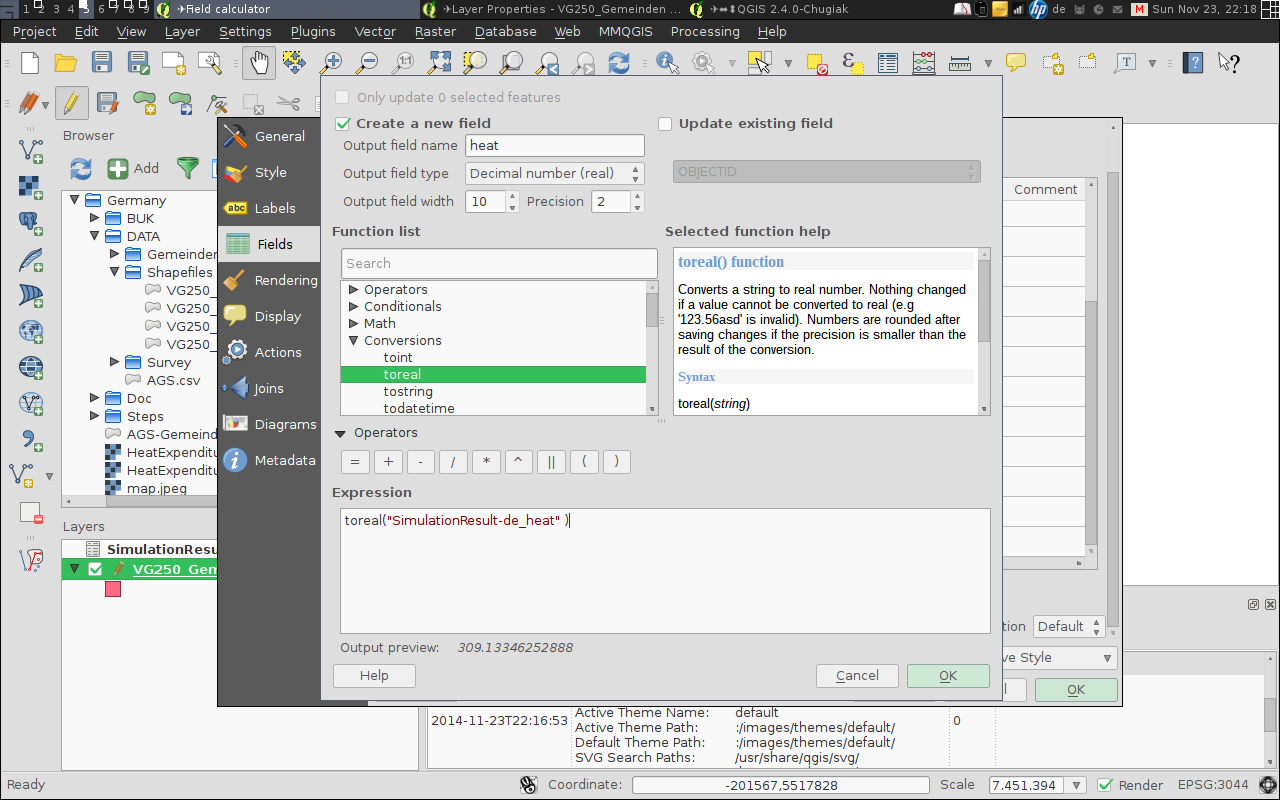 1 2 3 4 5 6 7 8 ✈Field calculator ✈Layer Properties - VG250_Gemeinden ... ✈⬌⬍QGIS 2.4.0-Chugiak de Sun Nov 23, 22:18
Project Edit View Layer Settings Plugins Vector Raster Database Web MMQGIS Processing Help
Only update 0 selected features
Create a new field
Update existing field
Output field name heat
Output field type Decimal number (real)
OBJECTID
Output field width 10 Precision 2
Function list
Selected function help
Search
Operators
Conditionals
Math
Conversions
toint
toreal
tostring
todatetime
toreal() function
Converts a string to real number. Nothing changed
if a value cannot be converted to real (e.g
'123.56asd' is invalid). Numbers are rounded after
saving changes if the precision is smaller than the
result of the conversion.
Syntax
toreal(string)
Operators
= + - / * ^ || ( )
Expression
toreal("SimulationResult-de_heat" )
Output preview: 309.13346252888
Help Cancel OK
General
Style
Labels
Fields
Rendering
Display
Actions
Joins
Diagrams
Metadata
Comment
Default
ve Style
OK
Browser
Add
Germany
BUK
DATA
Gemeinden
Shapefiles
VG250_
VG250_
VG250_
VG250_
Survey
AGS.csv
Doc
Steps
AGS-Gemeind
HeatExpenditu
HeatExpenditu
map.jpeg
Layers
SimulationResu
VG250_Gem
2014-11-23T22:16:53
Active Theme Name: default
Active Theme Path: :/images/themes/default/
Default Theme Path: :/images/themes/default/
SVG Search Paths: /usr/share/qgis/svg/
0
Ready
Coordinate: -201567,5517828
Scale 7.451.394
Render
EPSG:3044